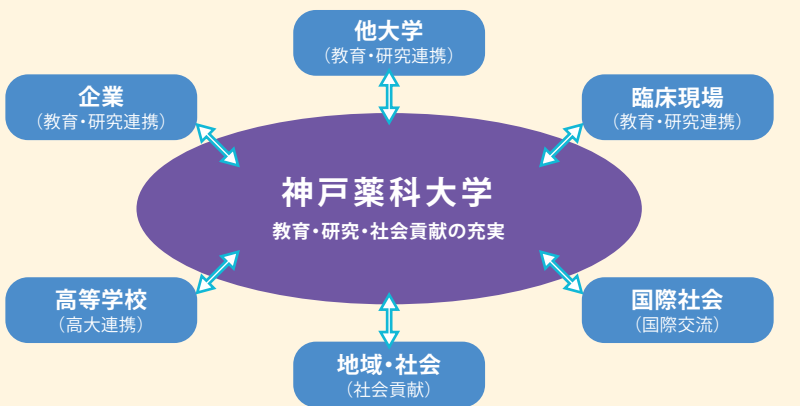 他大学
（教育・研究連携）
企業
（教育・研究連携）
臨床現場
（教育・研究連携）
神戸薬科大学
教育・研究・社会貢献の充実
高等学校
（高大連携）
国際社会
（国際交流）
地域・社会
（社会貢献）